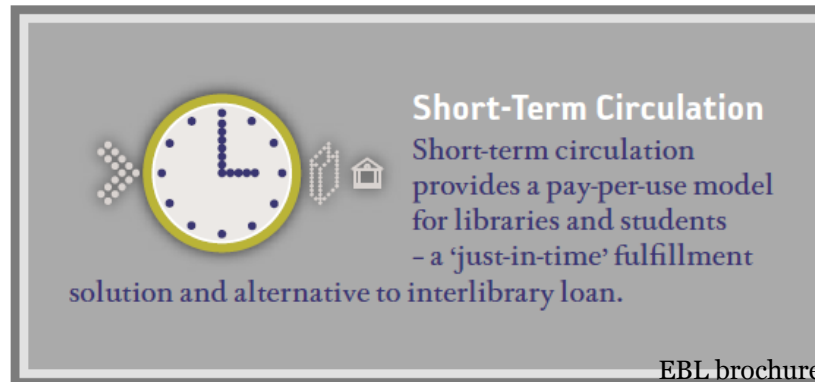 Short-Term Circulation
Short-term circulation
provides a pay-per-use model
for libraries and students
– a ‘just-in-time’ fulfillment
solution and alternative to interlibrary loan.
EBL brochure